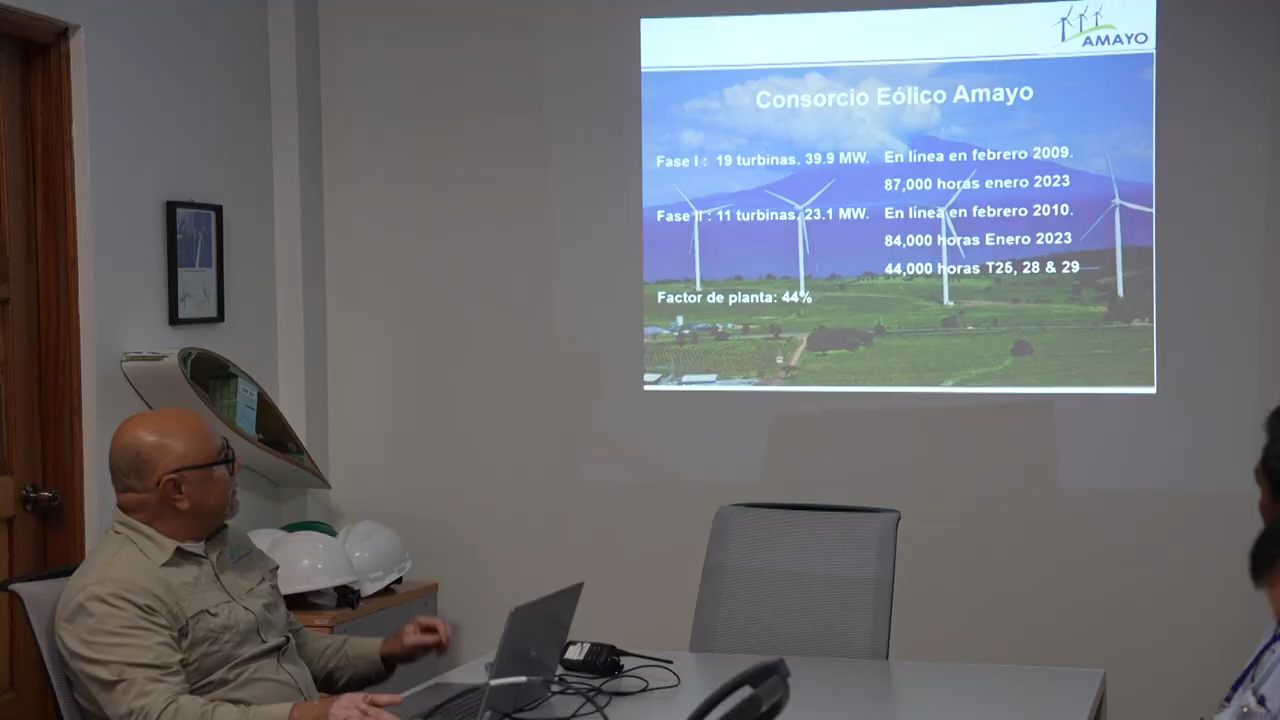 AMAYO
Consorcio Eólico Amayo
Fase I : 19 turbinas. 39.9 MW. En línea en febrero 2009.
87,000 horas enero 2023
Fase II : 11 turbinas. 23.1 MW. En línea en febrero 2010.
84,000 horas Enero 2023
44,000 horas T25, 28 & 29
Factor de planta: 44%